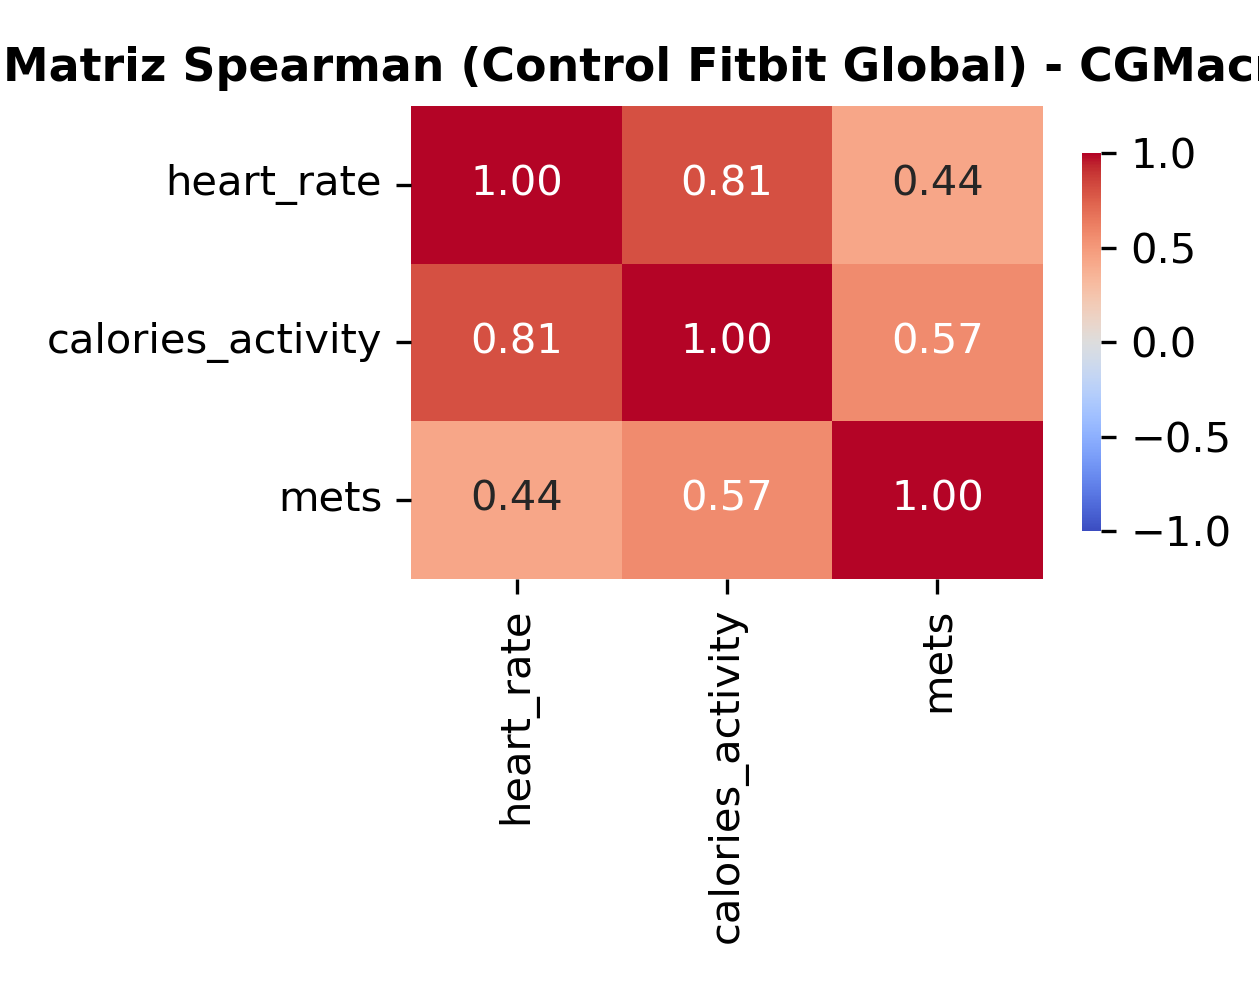 Matriz Spearman (Control Fitbit Global) - CGMacr
heart_rate 1.00 0.81 0.44
calories_activity 0.81 1.00 0.57
mets 0.44 0.57 1.00
heart_rate
calories_activity
mets
1.0
0.5
0.0
−0.5
−1.0